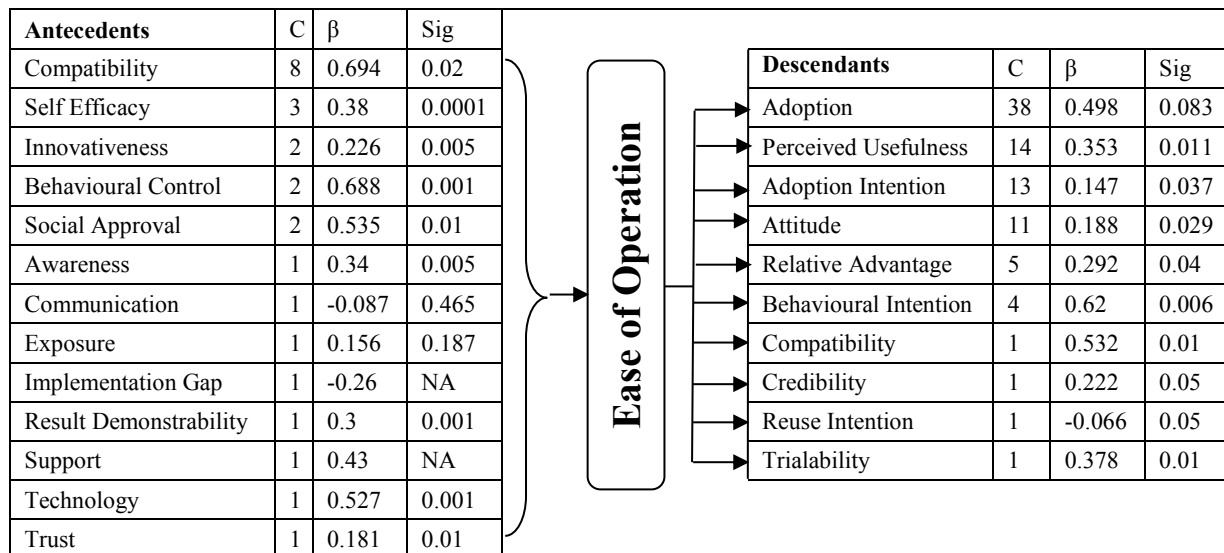 Antecedents C β Sig
Compatibility 8 0.694 0.02
Self Efficacy 3 0.38 0.0001
Innovativeness 2 0.226 0.005
Behavioural Control 2 0.688 0.001
Social Approval 2 0.535 0.01
Awareness 1 0.34 0.005
Communication 1 -0.087 0.465
Exposure 1 0.156 0.187
Implementation Gap 1 -0.26 NA
Result Demonstrability 1 0.3 0.001
Support 1 0.43 NA
Technology 1 0.527 0.001
Trust 1 0.181 0.01
Ease of Operation
Descendants C β Sig
Adoption 38 0.498 0.083
Perceived Usefulness 14 0.353 0.011
Adoption Intention 13 0.147 0.037
Attitude 11 0.188 0.029
Relative Advantage 5 0.292 0.04
Behavioural Intention 4 0.62 0.006
Compatibility 1 0.532 0.01
Credibility 1 0.222 0.05
Reuse Intention 1 -0.066 0.05
Trialability 1 0.378 0.01